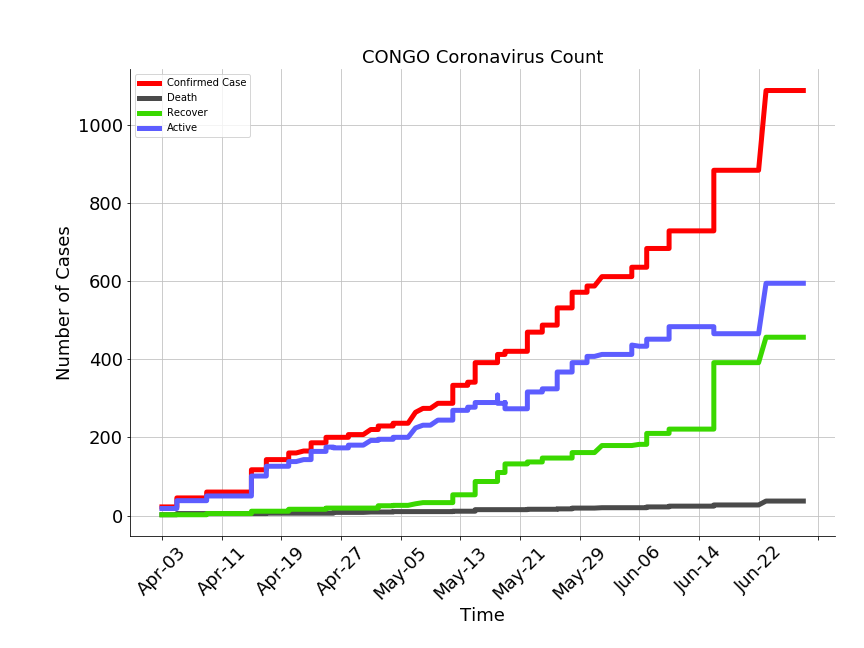 CONGO Coronavirus Count
Confirmed Case
Death
Recover
Active
1000
800
600
400
200
0
Number of Cases
Apr-03
Apr-11
Apr-19
Apr-27
May-05
May-13
May-21
May-29
Jun-06
Jun-14
Jun-22
Time